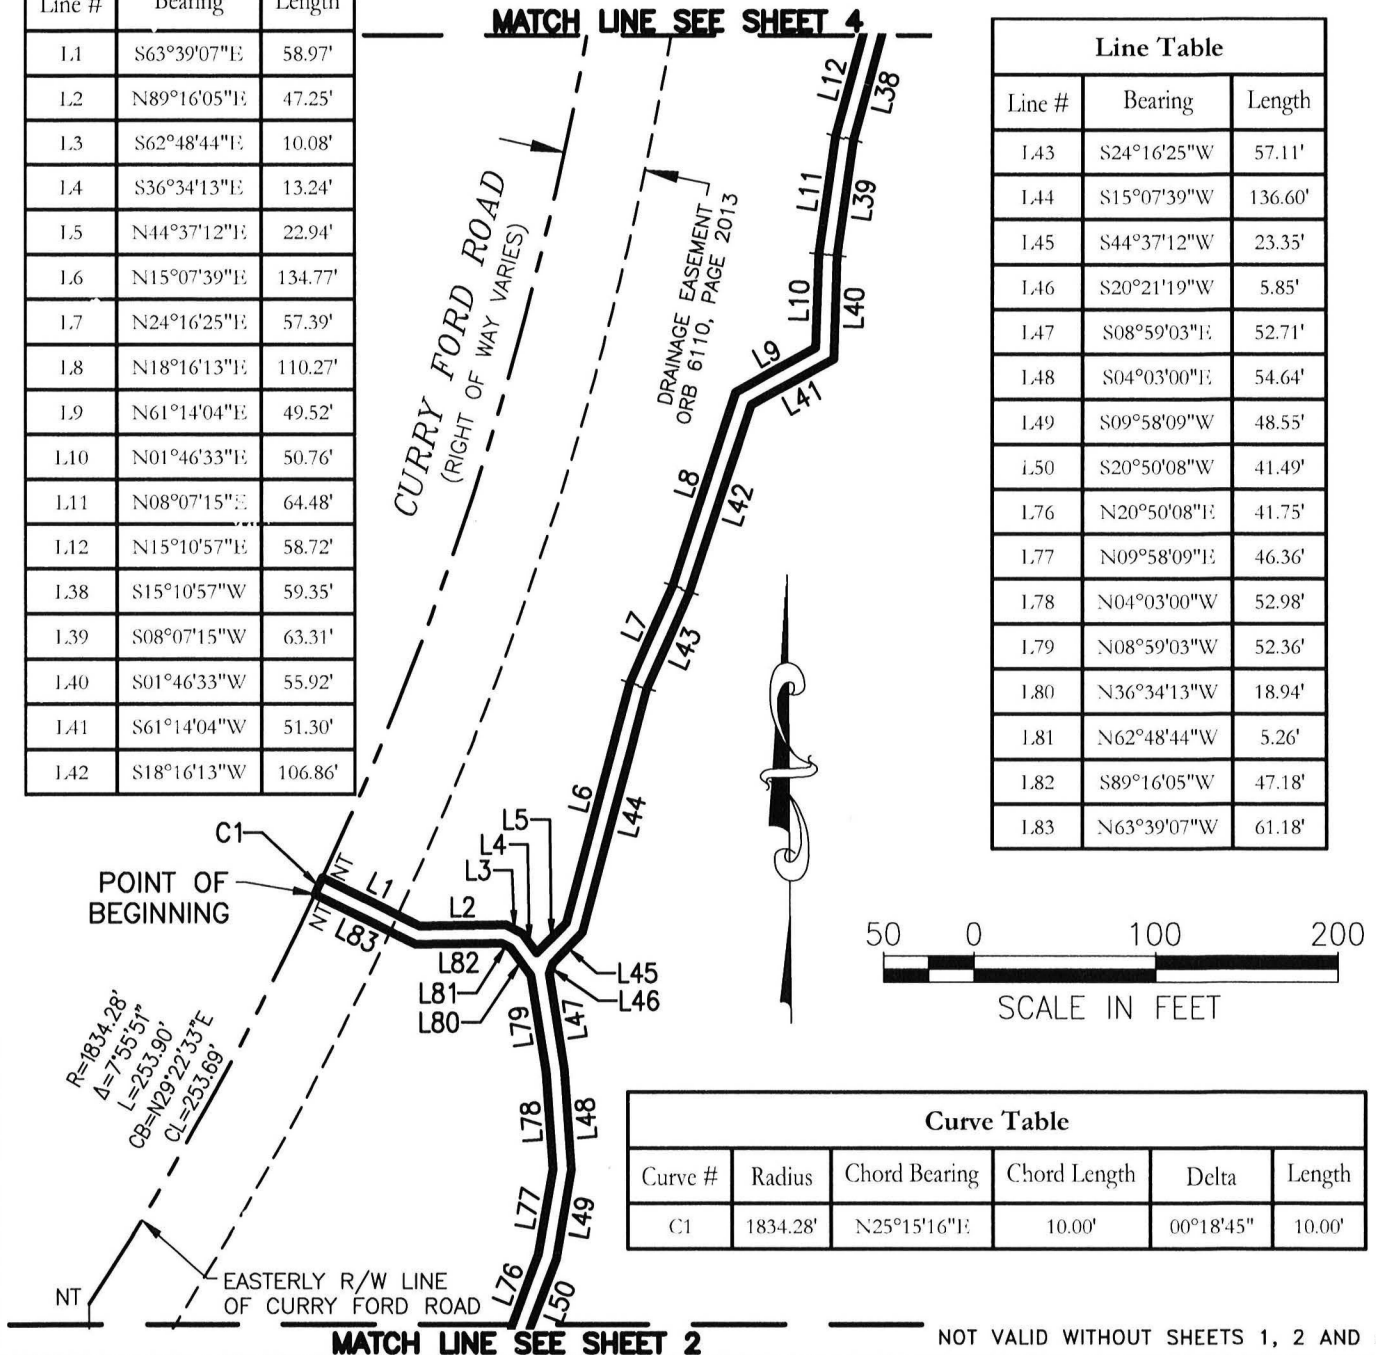 Line # Bearing Length
L1 S63°39'07"E 58.97'
L2 N89°16'05"E 47.25'
L3 S62°48'44"E 10.08'
L4 S36°34'13"E 13.24'
L5 N44°37'12"E 22.94'
L6 N15°07'39"E 134.77'
L7 N24°16'25"E 57.39'
L8 N18°16'13"E 110.27'
L9 N61°14'04"E 49.52'
L10 N01°46'33"E 50.76'
L11 N08°07'15"E 64.48'
L12 N15°10'57"E 58.72'
L38 S15°10'57"W 59.35'
L39 S08°07'15"W 63.31'
L40 S01°46'33"W 55.92'
L41 S61°14'04"W 51.30'
L42 S18°16'13"W 106.86'
MATCH LINE SEE SHEET 4
L12
L38
L11
L39
L10
L40
L9
L41
L8
L42
L7
L43
L6
L44
CURRY FORD ROAD
(RIGHT OF WAY VARIES)
DRAINAGE EASEMENT
ORB 6110, PAGE 2013
Line Table
Line # Bearing Length
L43 S24°16'25"W 57.11'
L44 S15°07'39"W 136.60'
L45 S44°37'12"W 23.35'
L46 S20°21'19"W 5.85'
L47 S08°59'03"E 52.71'
L48 S04°03'00"E 54.64'
L49 S09°58'09"W 48.55'
L50 S20°50'08"W 41.49'
L76 N20°50'08"E 41.75'
L77 N09°58'09"E 46.36'
L78 N04°03'00"W 52.98'
L79 N08°59'03"W 52.36'
L80 N36°34'13"W 18.94'
L81 N62°48'44"W 5.26'
L82 S89°16'05"W 47.18'
L83 N63°39'07"W 61.18'
C1
POINT OF
BEGINNING
NT
NT
L1
L83
L2
L82
L3
L4
L5
L81
L80
L45
L46
L79
L47
L78
L48
L77
L49
L76
L50
50 0 100 200
SCALE IN FEET
R=1834.28'
Δ=7°55'51"
L=253.90'
CB=N29°22'33"E
CL=253.69'
Curve Table
Curve # Radius Chord Bearing Chord Length Delta Length
C1 1834.28' N25°15'16"E 10.00' 00°18'45" 10.00'
NT
EASTERLY R/W LINE
OF CURRY FORD ROAD
MATCH LINE SEE SHEET 2
NOT VALID WITHOUT SHEETS 1, 2 AND